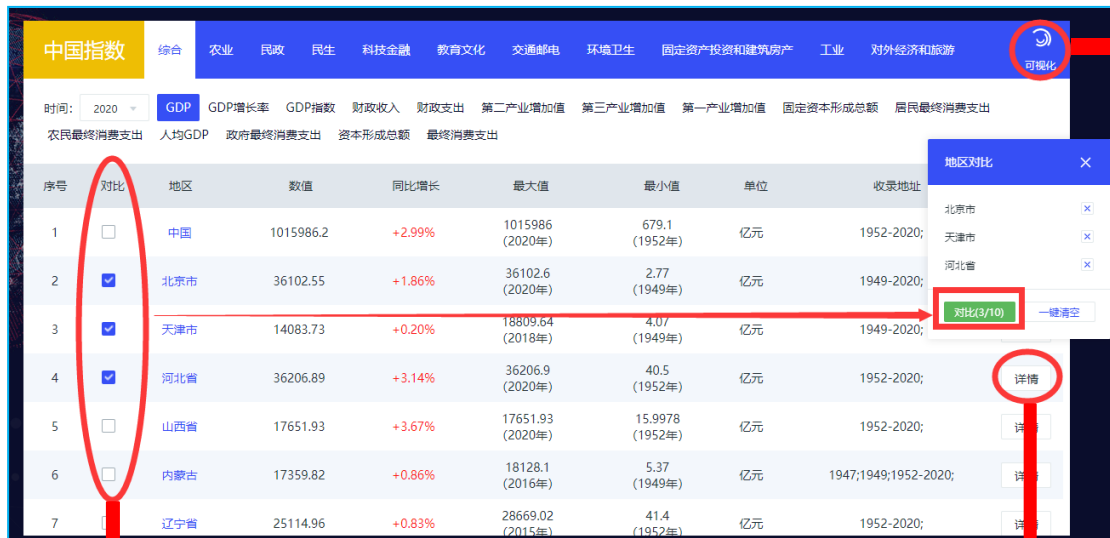 中国指数 综合 农业 民政 民生 科技金融 教育文化 交通邮电 环境卫生 固定资产投资和建筑房产 工业 对外经济和旅游 可视化
时间： 2020 GDP GDP增长率 GDP指数 财政收入 财政支出 第二产业增加值 第三产业增加值 第一产业增加值 固定资本形成总额 居民最终消费支出
农民最终消费支出 人均GDP 政府最终消费支出 资本形成总额 最终消费支出
地区对比 ×
北京市 ×
天津市 ×
河北省 ×
对比(3/10) 一键清空
序号 对比 地区 数值 同比增长 最大值 最小值 单位 收录地址
1 中国 1015986.2 +2.99% 1015986 (2020年) 679.1 (1952年) 亿元 1952-2020;
2 北京市 36102.55 +1.86% 36102.6 (2020年) 2.77 (1949年) 亿元 1949-2020;
3 天津市 14083.73 +0.20% 18809.64 (2018年) 4.07 (1949年) 亿元 1949-2020;
4 河北省 36206.89 +3.14% 36206.9 (2020年) 40.5 (1952年) 亿元 1952-2020; 详情
5 山西省 17651.93 +3.67% 17651.93 (2020年) 15.9978 (1952年) 亿元 1952-2020;
6 内蒙古 17359.82 +0.86% 18128.1 (2016年) 5.37 (1949年) 亿元 1947;1949;1952-2020;
7 辽宁省 25114.96 +0.83% 28669.02 (2015年) 41.4 (1952年) 亿元 1952-2020;